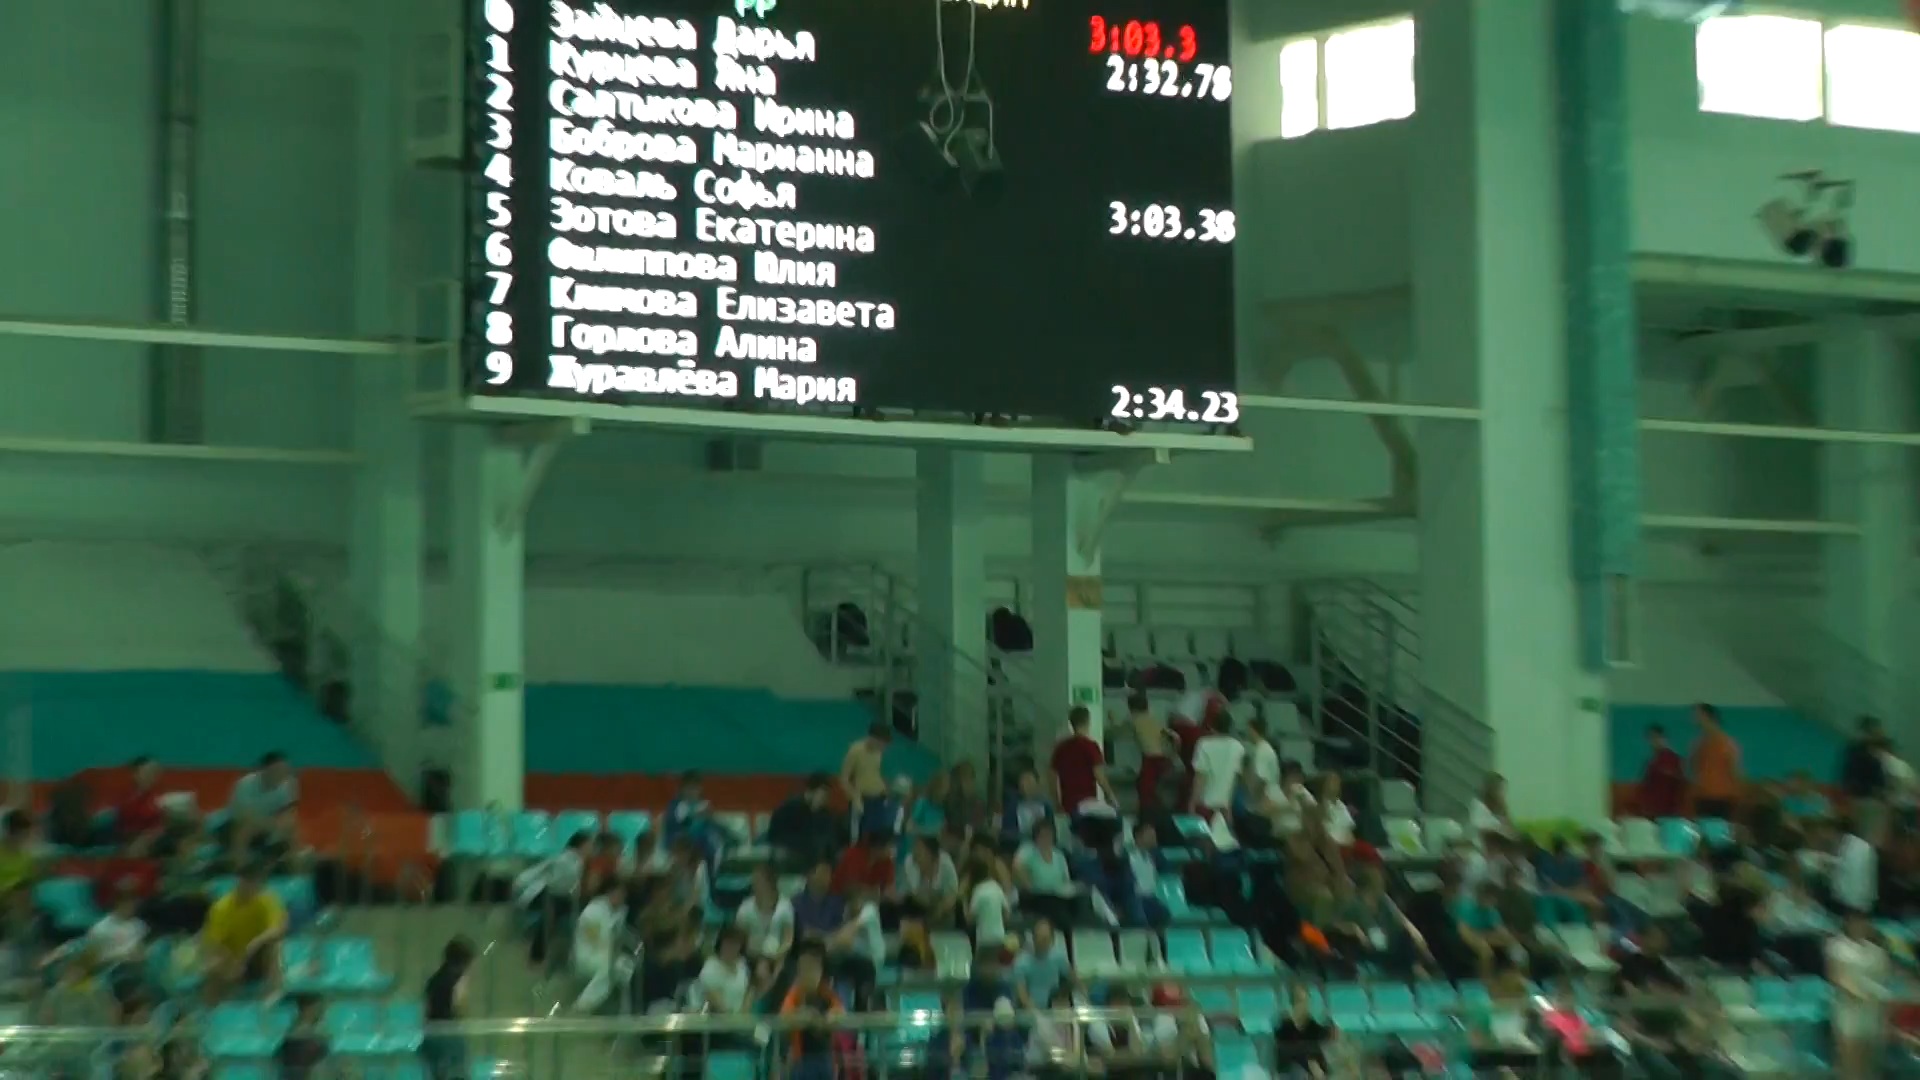 3:03.3
0 Зайцева Дарья
1 Курцева Яна 2:32.78
2 Салтыкова Ирина
3 Боброва Марианна
4 Коваль Софья
5 Зотова Екатерина 3:03.38
6 Филиппова Юлия
7 Климова Елизавета
8 Горлова Алина
9 Журавлёва Мария 2:34.23